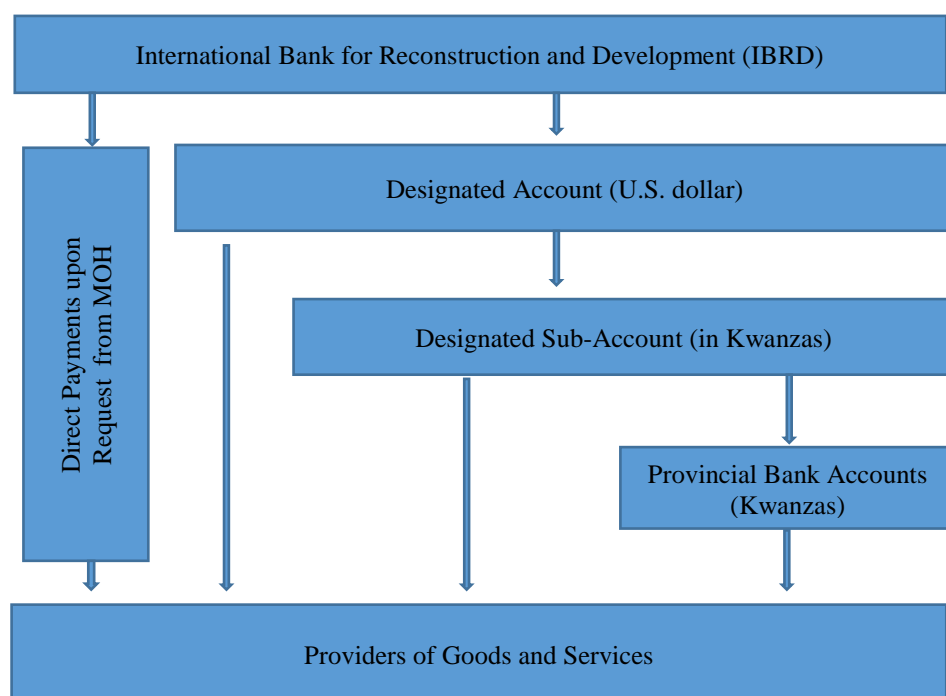 International Bank for Reconstruction and Development (IBRD)
Designated Account (U.S. dollar)
Direct Payments upon
Request from MOH
Designated Sub-Account (in Kwanzas)
Provincial Bank Accounts
(Kwanzas)
Providers of Goods and Services